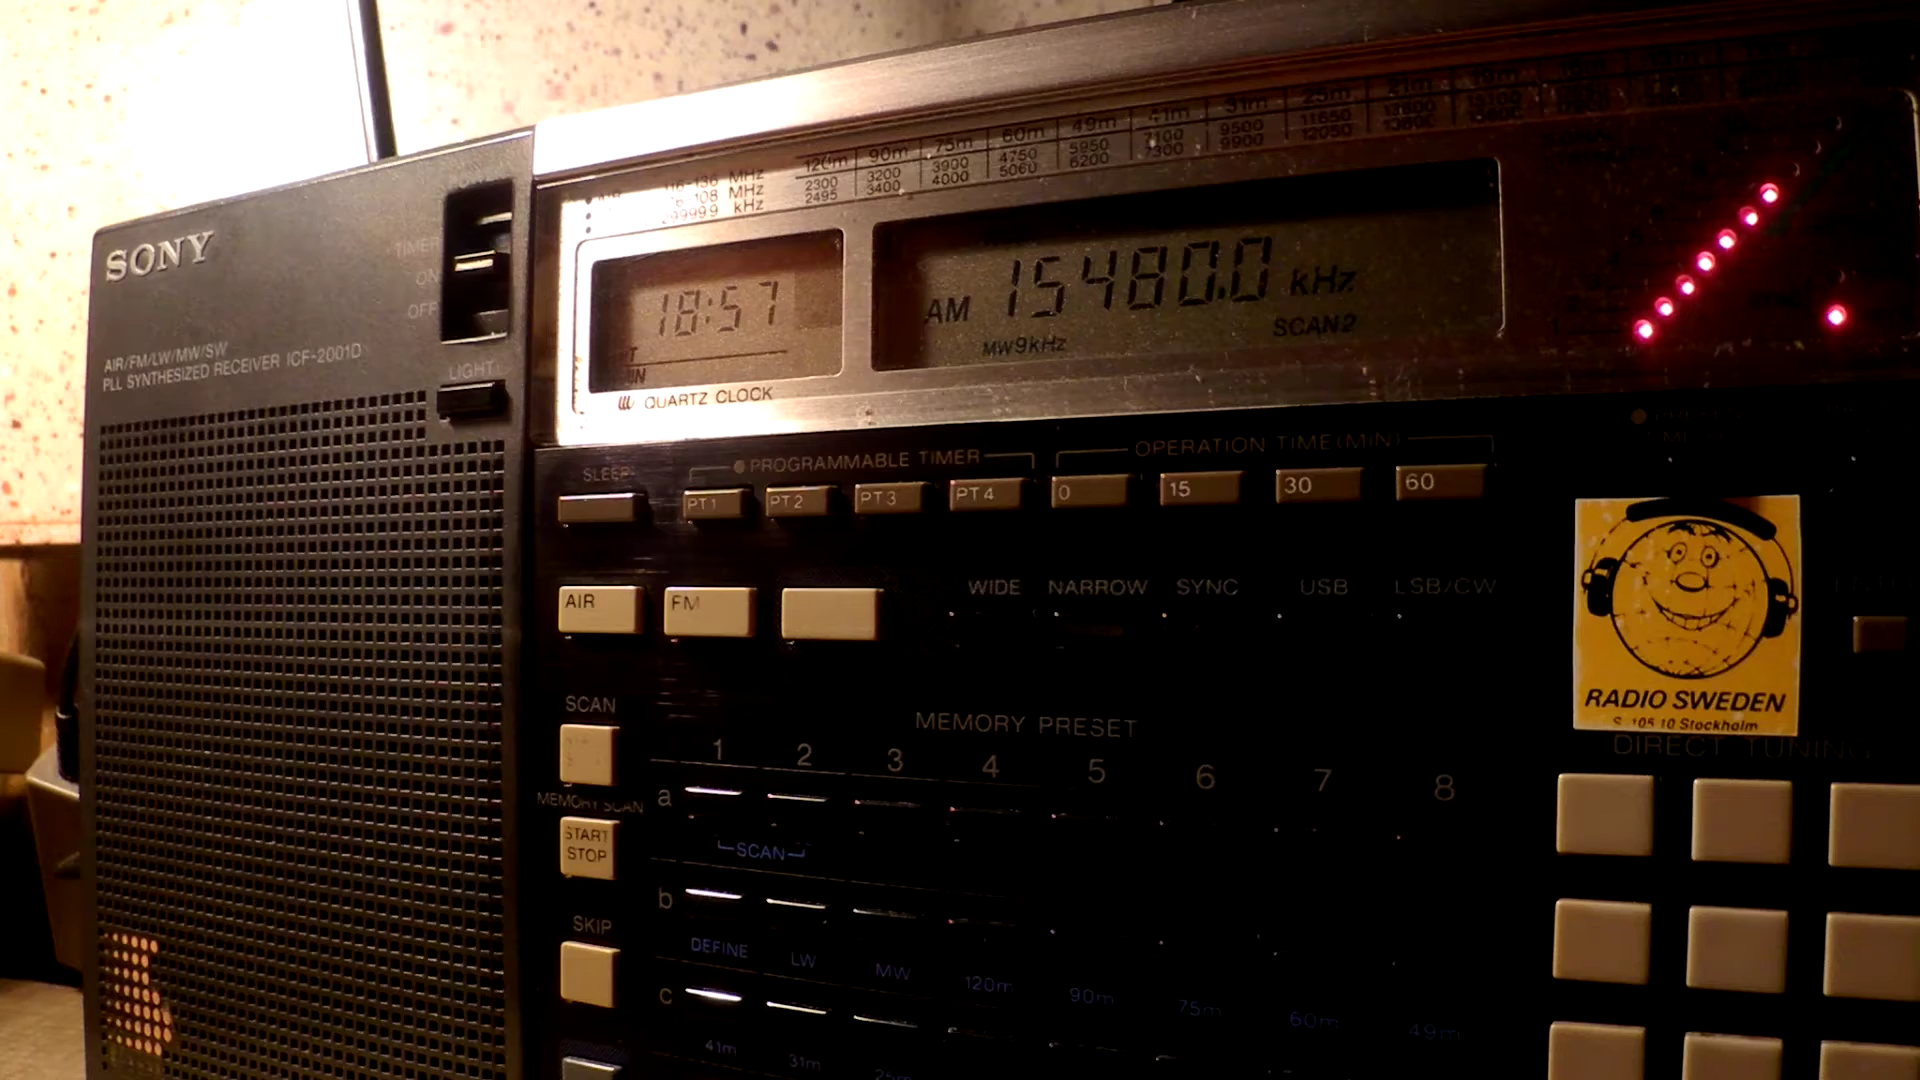 SONY
TIMER
ON
OFF
AIR/FM/LW/MW/SW
PLL SYNTHESIZED RECEIVER ICF-2001D
LIGHT
MHz
MHz
kHz
120m 90m 75m 60m 49m 41m 31m 25m 21m
2300 3200 3900 4750 5950 7100 9500 11650 13600
2495 3400 4000 5060 6200 7300 9900 12050 13800
18:57
QUARTZ CLOCK
AM 15480.0 kHz
MW9kHz SCAN2
SLEEP PROGRAMMABLE TIMER OPERATION TIME(MIN)
PT1 PT2 PT3 PT4 0 15 30 60
WIDE NARROW SYNC USB LSB/CW
AIR FM
RADIO SWEDEN
S-105 10 Stockholm
DIRECT TUNING
SCAN
MEMORY PRESET
1 2 3 4 5 6 7 8
MEMORY SCAN
a
START
STOP
SCAN
b
SKIP
DEFINE LW MW 120m 90m 75m 60m 49m
c
41m 31m 25m